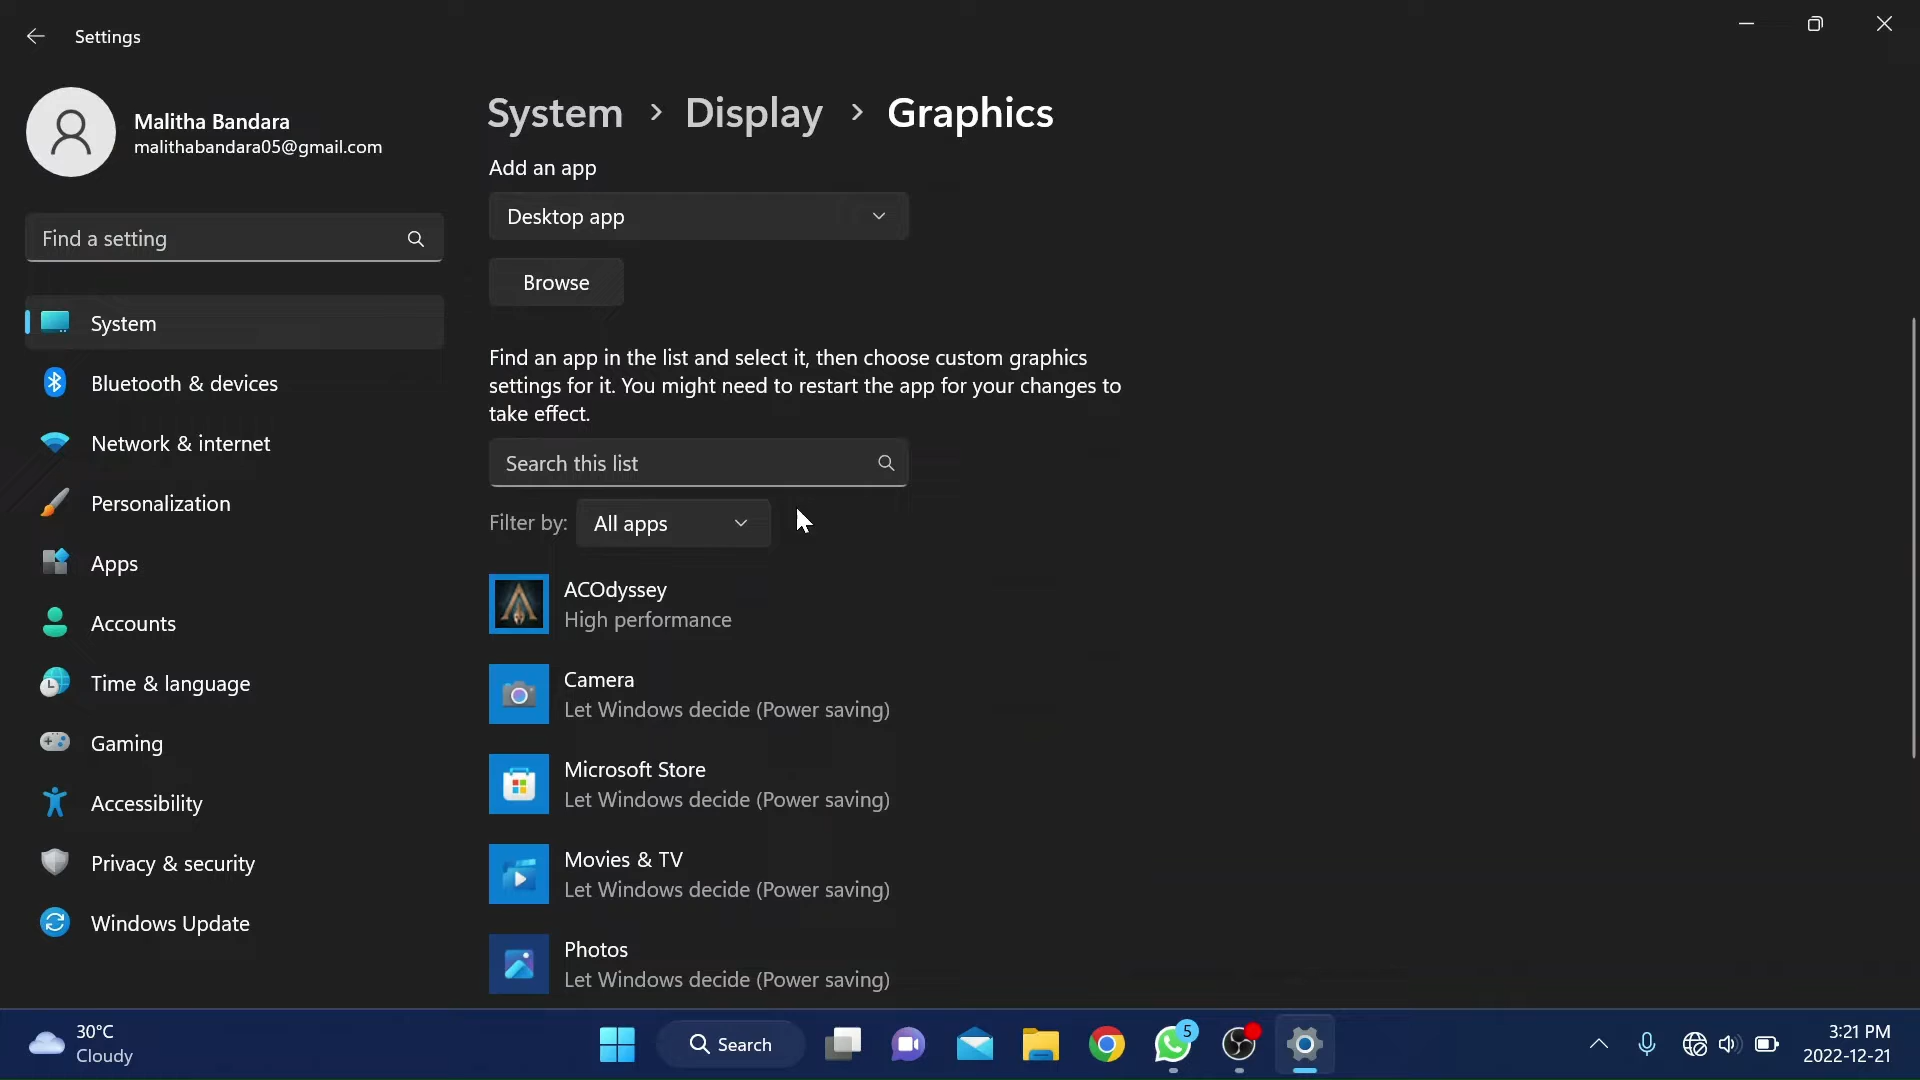 Settings
Malitha Bandara
malithabandara05@gmail.com
Find a setting
System
Bluetooth & devices
Network & internet
Personalization
Apps
Accounts
Time & language
Gaming
Accessibility
Privacy & security
Windows Update
System > Display > Graphics
Add an app
Desktop app
Browse
Find an app in the list and select it, then choose custom graphics
settings for it. You might need to restart the app for your changes to
take effect.
Search this list
Filter by: All apps
ACOdyssey
High performance
Camera
Let Windows decide (Power saving)
Microsoft Store
Let Windows decide (Power saving)
Movies & TV
Let Windows decide (Power saving)
Photos
Let Windows decide (Power saving)
30°C
Cloudy
Search
5
3:21 PM
2022-12-21